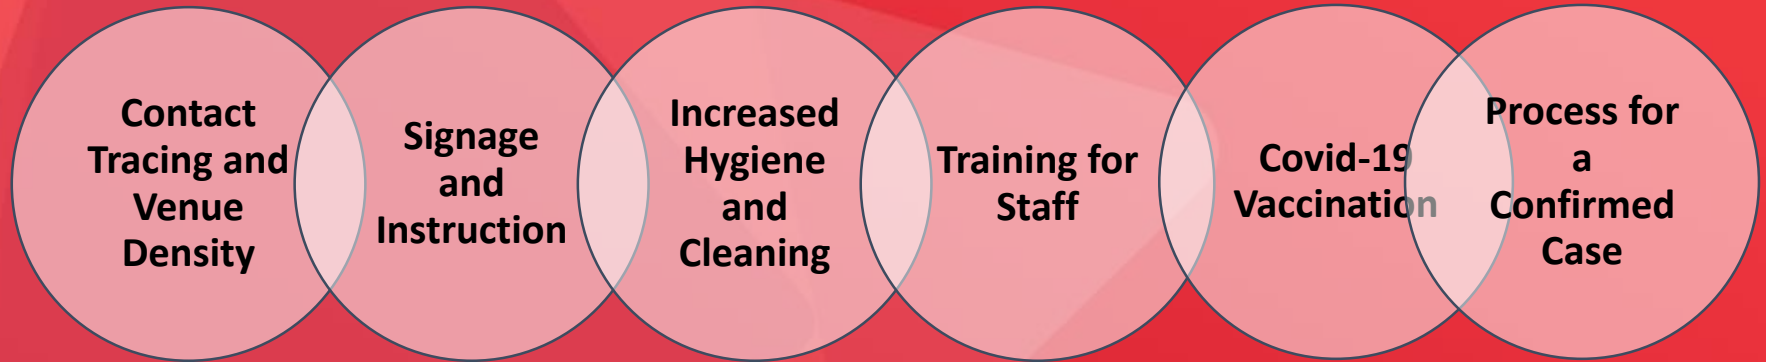 Contact
Tracing and
Venue
Density
Signage
and
Instruction
Increased
Hygiene
and
Cleaning
Training for
Staff
Covid-19
Vaccination
Process for
a
Confirmed
Case